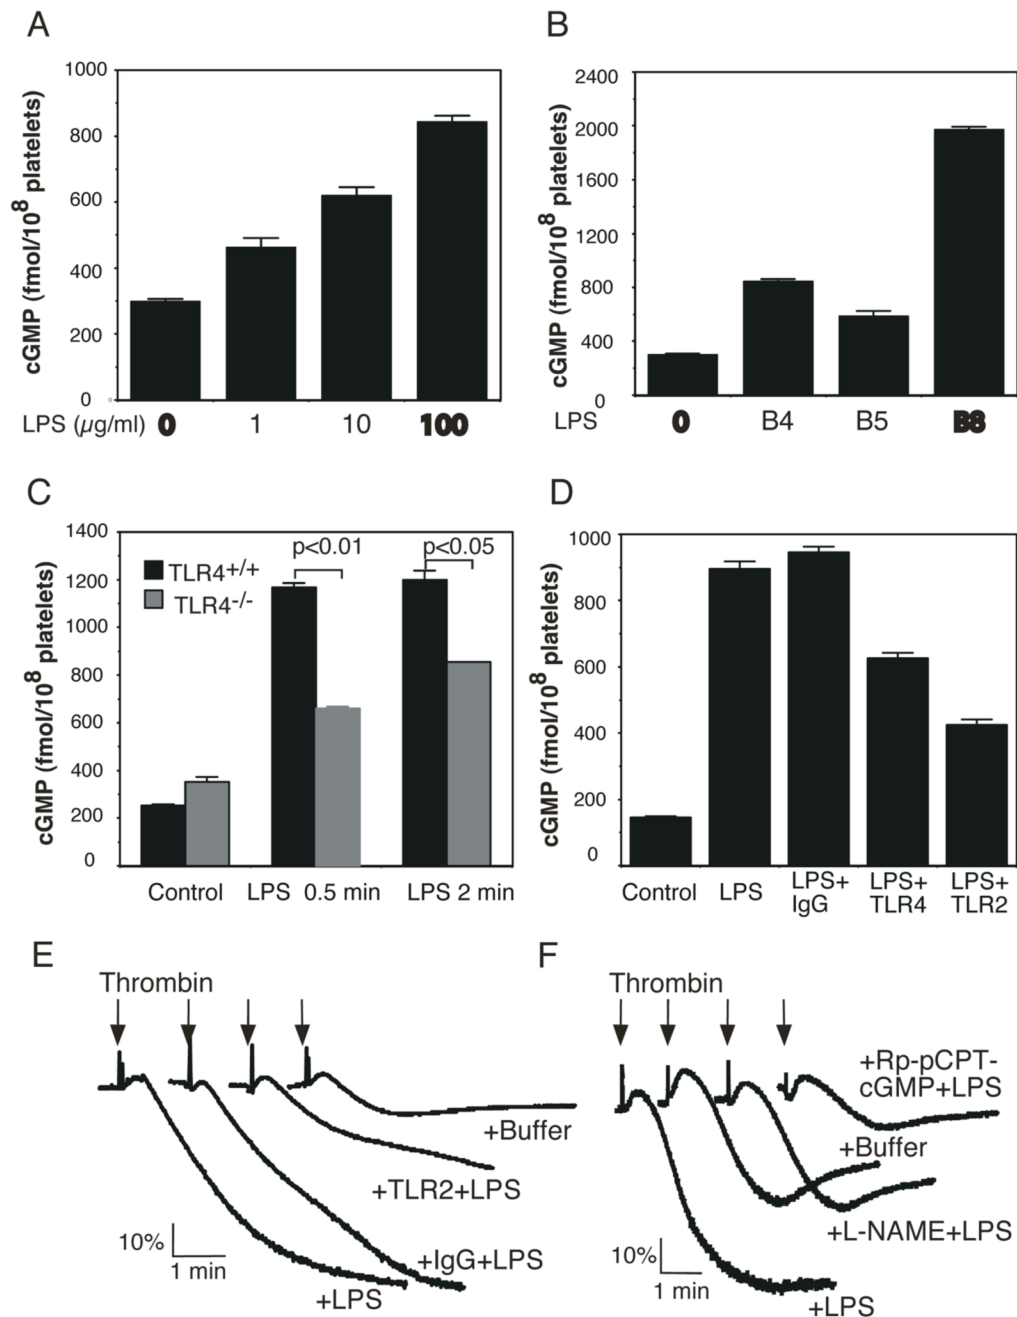 A
cGMP (fmol/10⁸ platelets)
1000
800
600
400
200
0
LPS (µg/ml) 0 1 10 100
B
cGMP (fmol/10⁸ platelets)
2400
2000
1600
1200
800
400
0
LPS 0 B4 B5 B8
C
cGMP (fmol/10⁸ platelets)
1400
1200
1000
800
600
400
200
0
TLR4+/+
TLR4-/-
p<0.01
p<0.05
Control LPS 0.5 min LPS 2 min
D
cGMP (fmol/10⁸ platelets)
1000
800
600
400
200
0
Control
LPS
LPS+
IgG
LPS+
TLR4
LPS+
TLR2
E
Thrombin
+Buffer
+TLR2+LPS
+IgG+LPS
+LPS
10%
1 min
F
Thrombin
+Rp-pCPT-
cGMP+LPS
+Buffer
+L-NAME+LPS
+LPS
10%
1 min